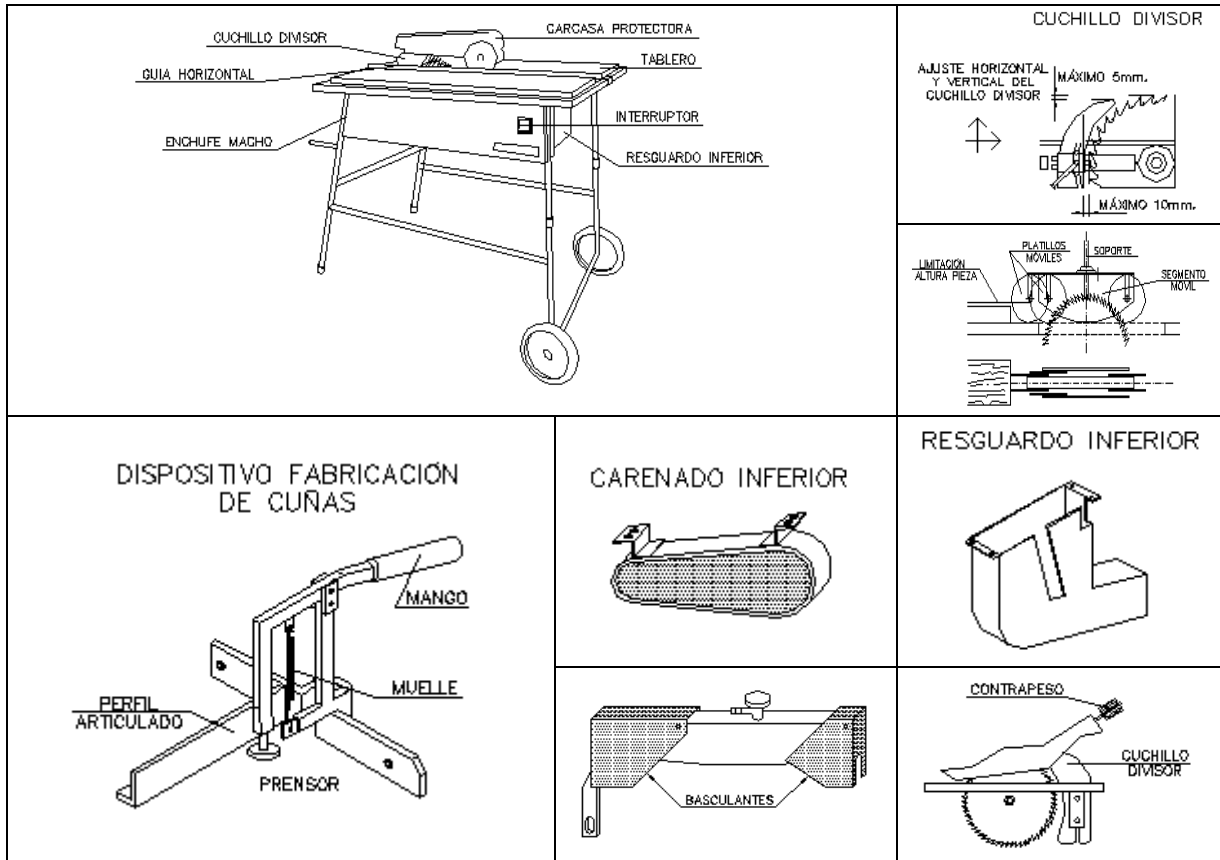 CUCHILLO DIVISOR
CARCASA PROTECTORA
GUIA HORIZONTAL
TABLERO
INTERRUPTOR
ENCHUFE MACHO
RESGUARDO INFERIOR
CUCHILLO DIVISOR
AJUSTE HORIZONTAL
Y VERTICAL DEL
CUCHILLO DIVISOR
MÁXIMO 5mm.
MÁXIMO 10mm.
PLATILLOS
MÓVILES
SOPORTE
LIMITACIÓN
ALTURA PIEZA
SEGMENTO
MÓVIL
DISPOSITIVO FABRICACIÓN
DE CUÑAS
MANGO
MUELLE
PERFIL
ARTICULADO
PRENSOR
CARENADO INFERIOR
RESGUARDO INFERIOR
BASCULANTES
CONTRAPESO
CUCHILLO
DIVISOR